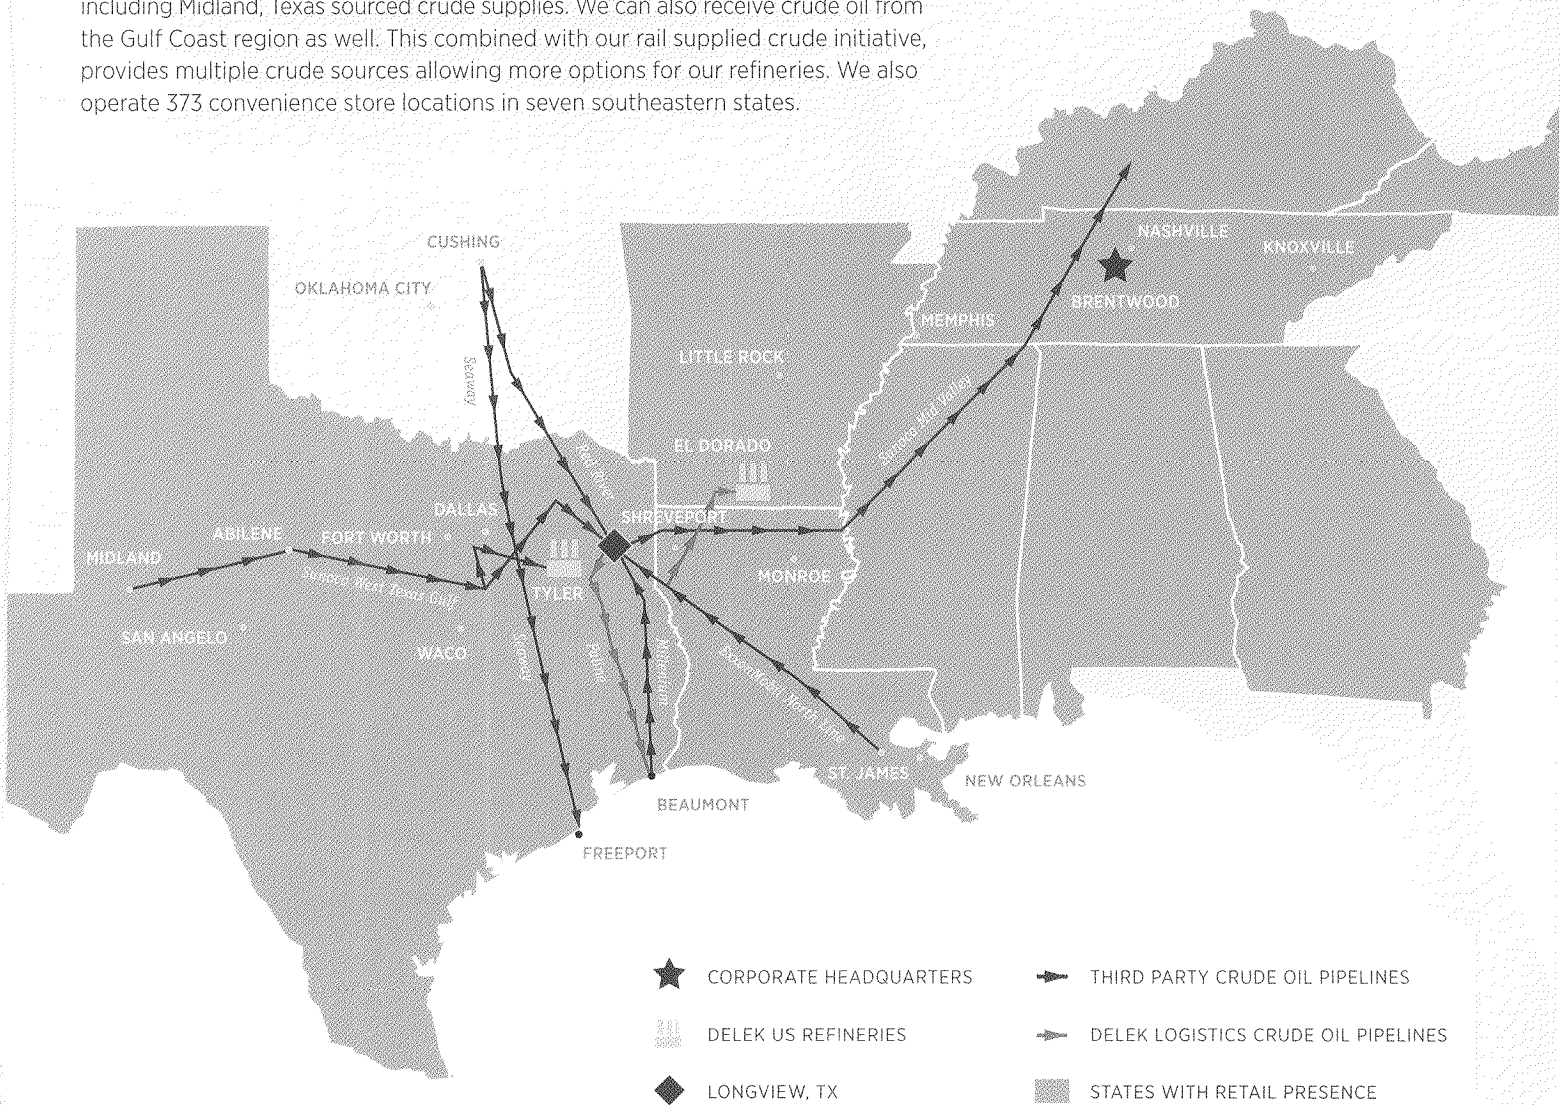 including Midland, Texas sourced crude supplies. We can also receive crude oil from
the Gulf Coast region as well. This combined with our rail supplied crude initiative,
provides multiple crude sources allowing more options for our refineries. We also
operate 373 convenience store locations in seven southeastern states.
CUSHING
OKLAHOMA CITY
Seaway
NASHVILLE
KNOXVILLE
BRENTWOOD
MEMPHIS
LITTLE ROCK
Sunoco Mid Valley
EL DORADO
Red River
DALLAS
SHREVEPORT
ABILENE
FORT WORTH
MIDLAND
Sunoco West Texas Gulf
TYLER
MONROE
SAN ANGELO
WACO
Seaway
Paline
Millenium
ExxonMobil North Line
ST. JAMES
NEW ORLEANS
BEAUMONT
FREEPORT
CORPORATE HEADQUARTERS
THIRD PARTY CRUDE OIL PIPELINES
DELEK US REFINERIES
DELEK LOGISTICS CRUDE OIL PIPELINES
LONGVIEW, TX
STATES WITH RETAIL PRESENCE